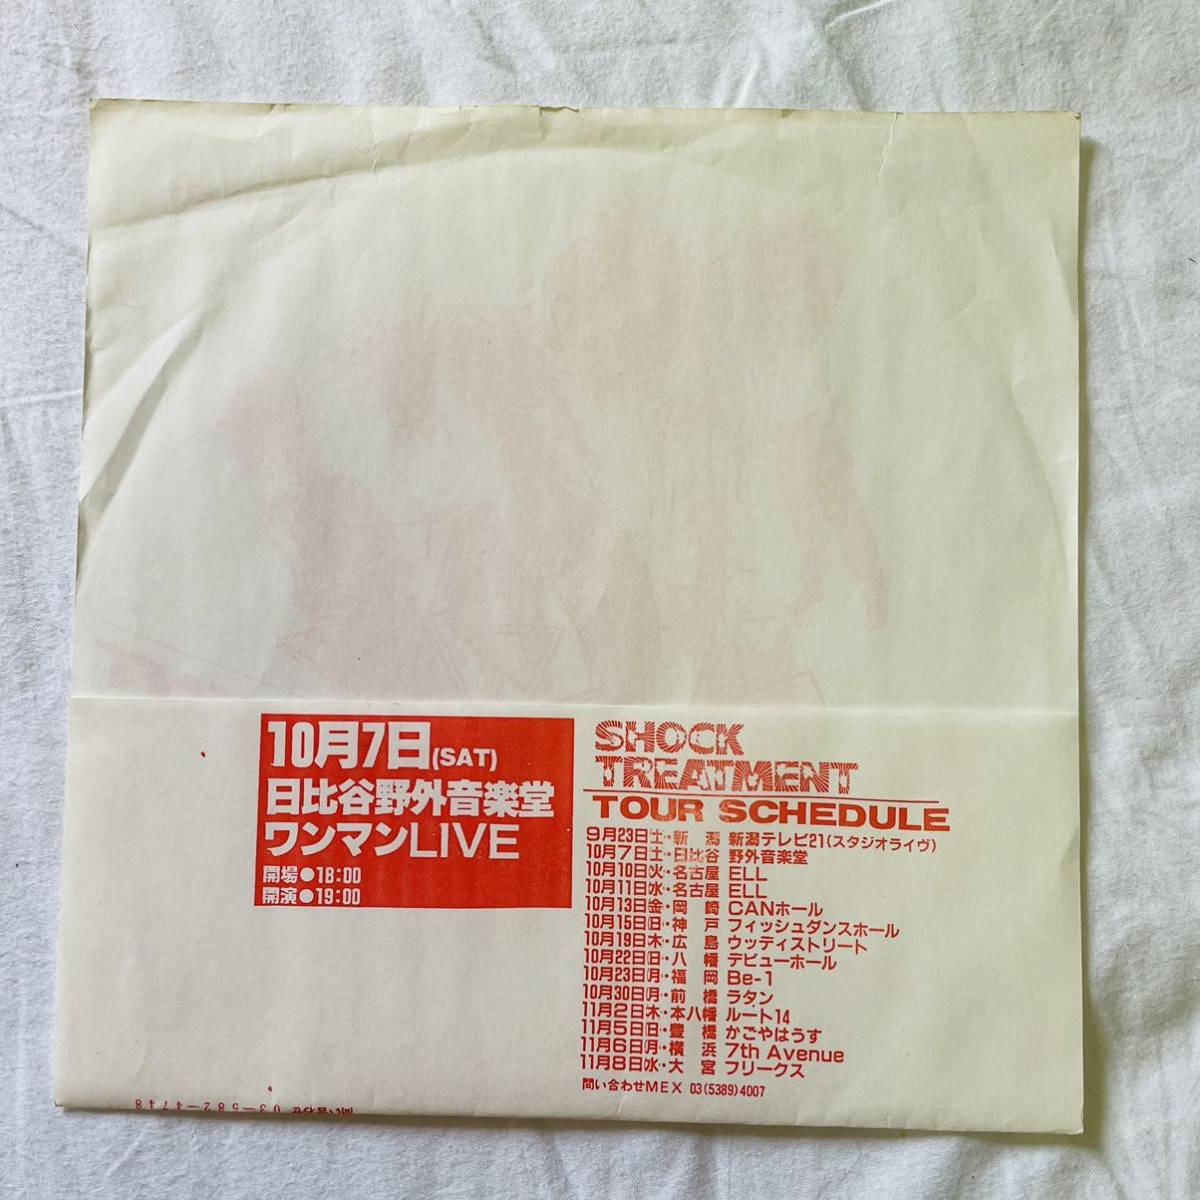 10月7日(SAT)
日比谷野外音楽堂
ワンマンLIVE
開場●18:00
開演●19:00
SHOCK
TREATMENT
TOUR SCHEDULE
9月23日(土)・新 潟 新潟テレビ21(スタジオライヴ)
10月7日(土)・日比谷 野外音楽堂
10月10日(火)・名古屋 ELL
10月11日(水)・名古屋 ELL
10月13日(金)・岡 崎 CANホール
10月15日(日)・神 戸 フィッシュダンスホール
10月19日(木)・広 島 ウッディストリート
10月22日(日)・八 幡 デビューホール
10月23日(月)・福 岡 Be-1
10月30日(月)・前 橋 ラタン
11月2日(木)・本八幡 ルート14
11月5日(日)・豊 橋 かごやはうす
11月6日(月)・横 浜 7th Avenue
11月8日(水)・大 宮 フリークス
問い合わせMEX 03(5389)4007
03-582-4748